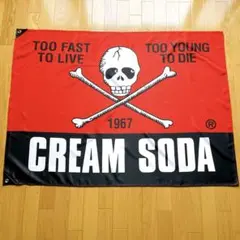 TOO FAST
TO LIVE
TOO YOUNG
TO DIE
1967
®
CREAM SODA